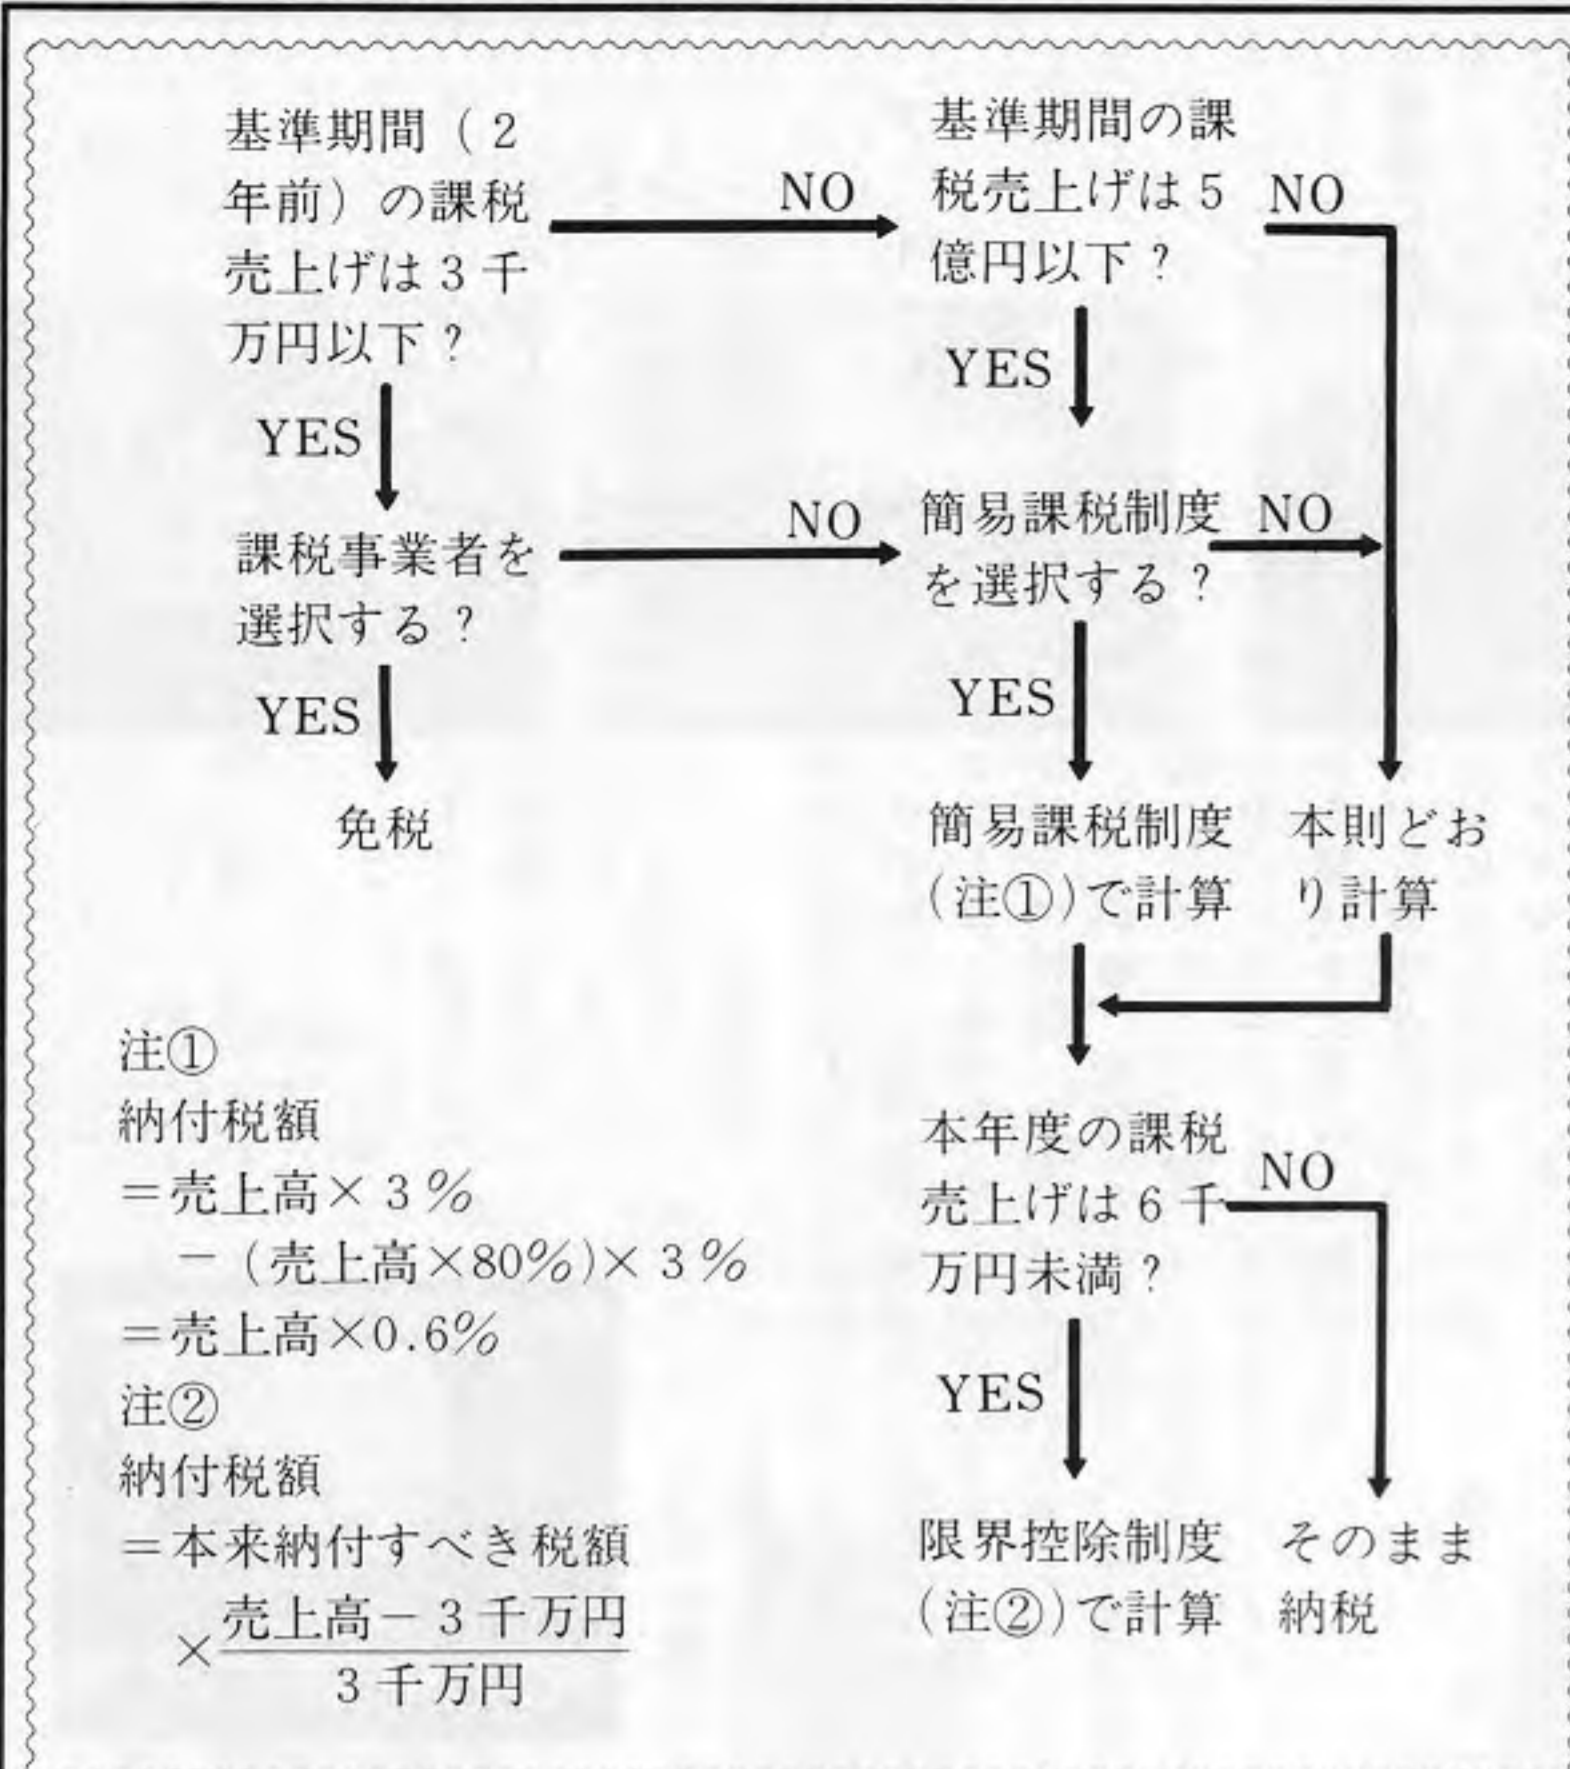 基準期間（2
年前）の課税
売上げは3千
万円以下？
NO
YES
課税事業者を
選択する？
NO
YES
免税
基準期間の課
税売上げは5
億円以下？
NO
YES
簡易課税制度
を選択する？
NO
YES
簡易課税制度
(注①)で計算
本則どお
り計算
本年度の課税
売上げは6千
万円未満？
NO
YES
限界控除制度
(注②)で計算
そのまま
納税
注①
納付税額
＝売上高×3％
－（売上高×80％)×3％
＝売上高×0.6％
注②
納付税額
＝本来納付すべき税額
×売上高－3千万円
3千万円